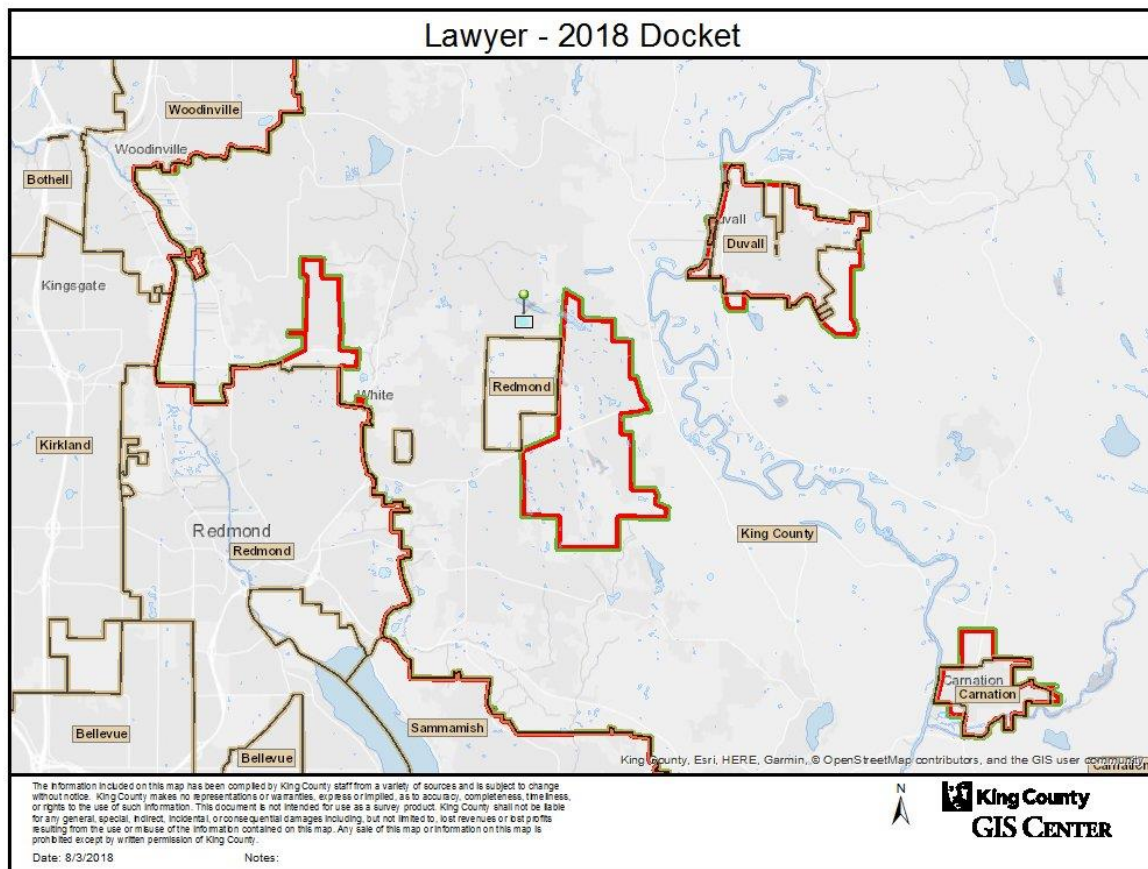 Lawyer - 2018 Docket
Woodinville
Woodinville
Bothell
Duvall
Kingsgate
Redmond
White
Kirkland
Redmond
Redmond
King County
Carnation
Carnation
Sammamish
Bellevue
Bellevue
King County, Esri, HERE, Garmin, © OpenStreetMap contributors, and the GIS user community
The information included on this map has been compiled by King County staff from a variety of sources and is subject to change
without notice. King County makes no representations or warranties, express or implied, as to accuracy, completeness, timeliness,
or rights to the use of such information. This document is not intended for use as a survey product. King County shall not be liable
for any general, special, indirect, incidental, or consequential damages including, but not limited to, lost revenues or lost profits
resulting from the use or misuse of the information contained on this map. Any sale of this map or information on this map is
prohibited except by written permission of King County.
Date: 8/3/2018 Notes:
N
King County
GIS CENTER